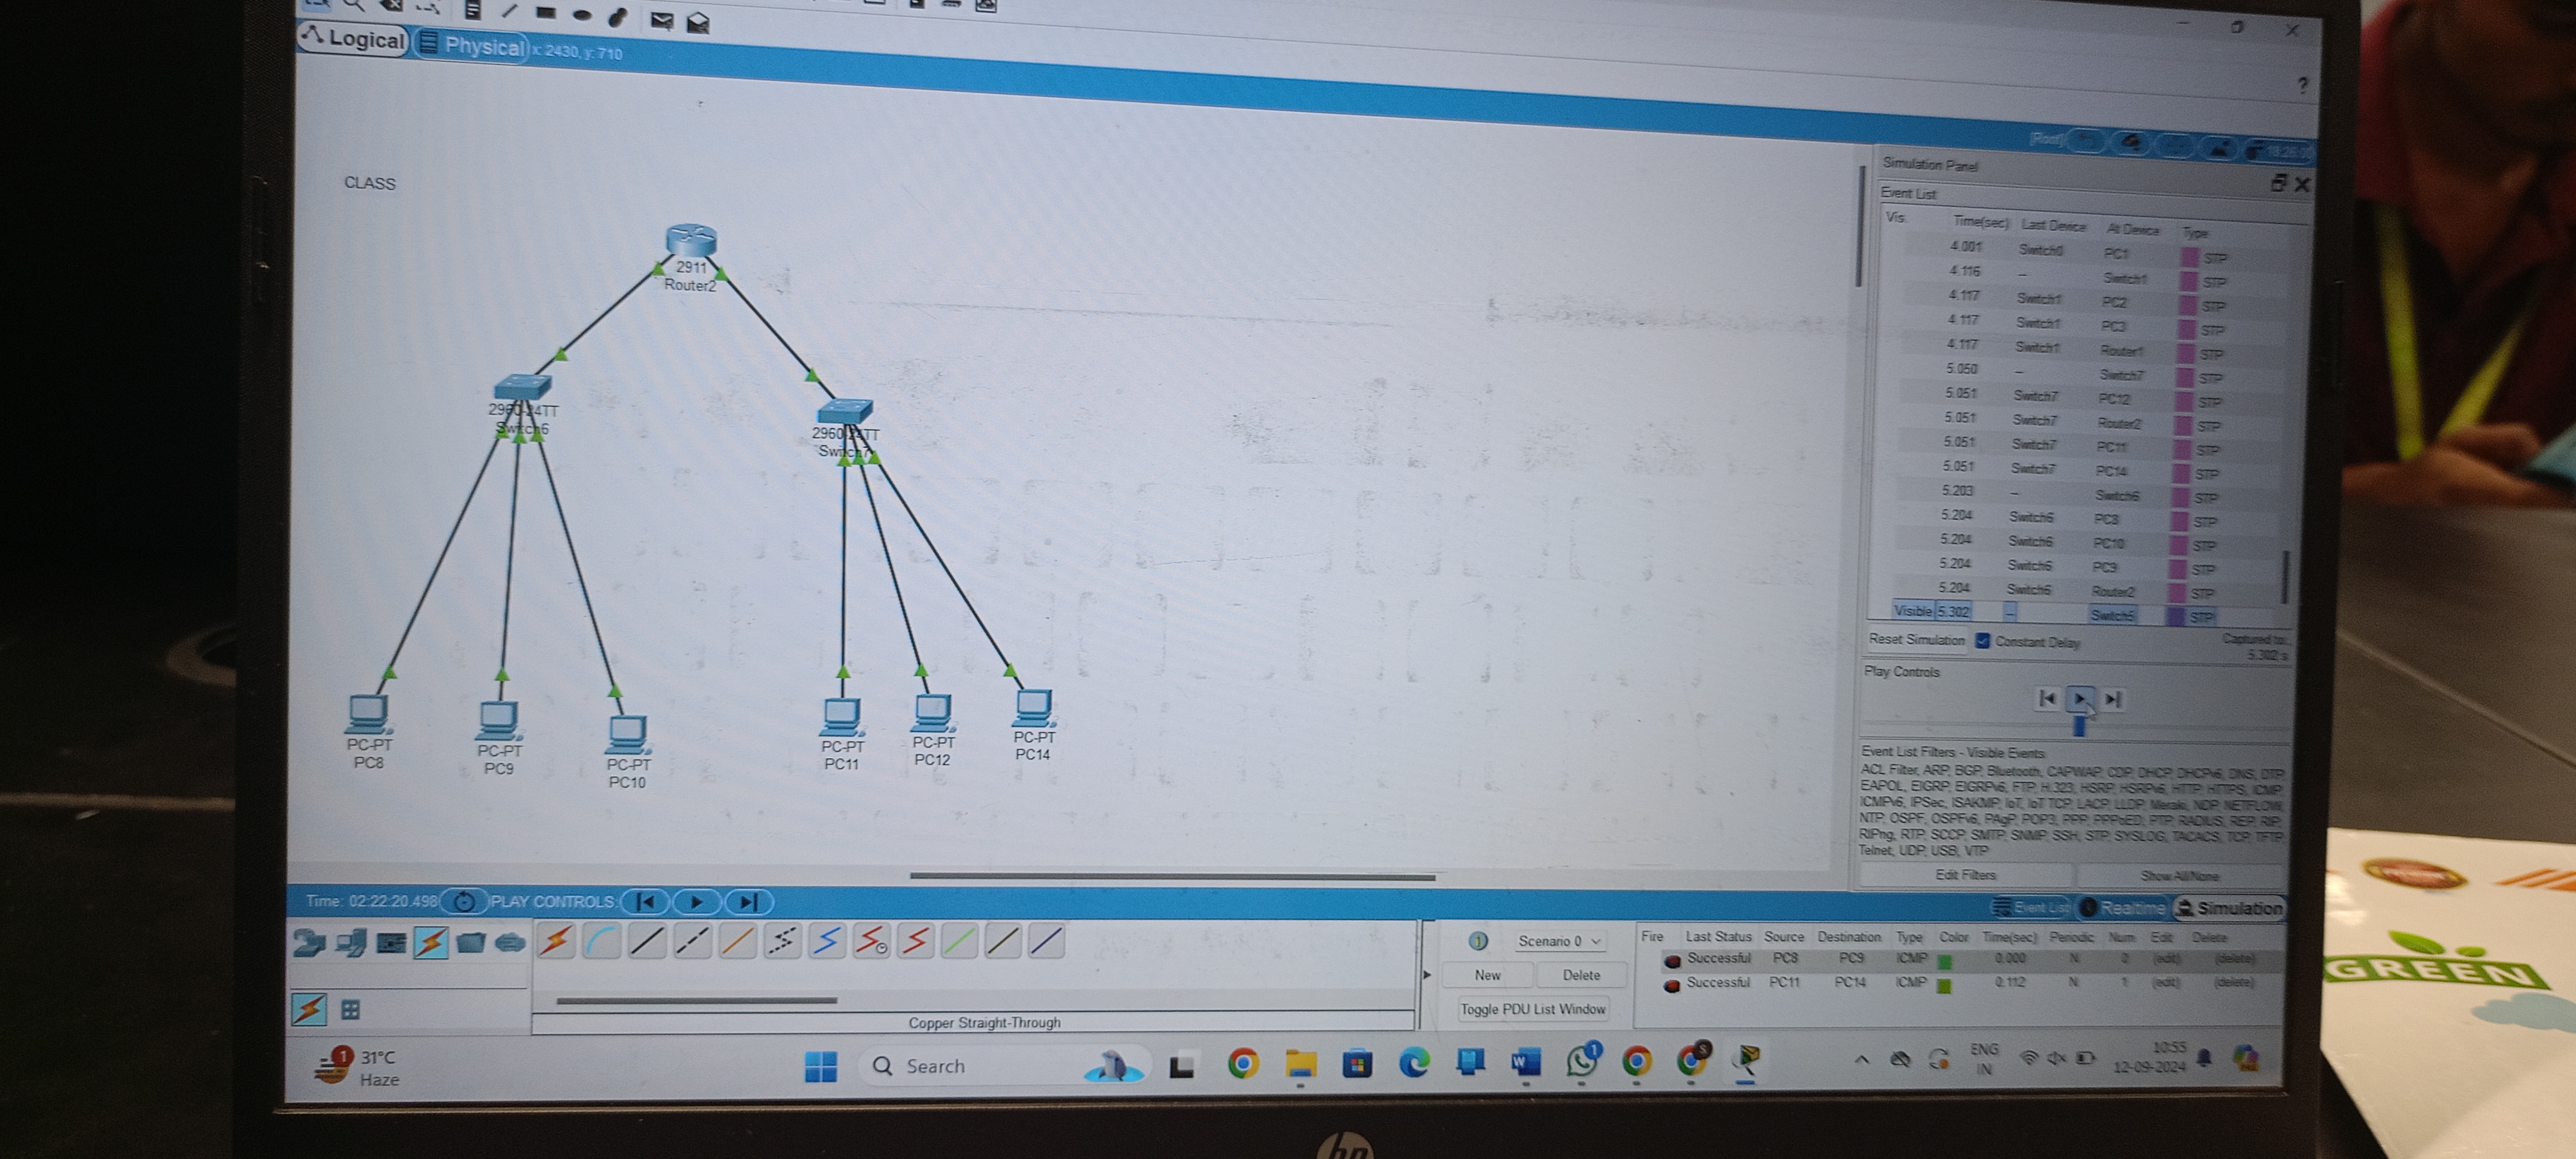 Logical Physical x: 2430, y: 710
?
[Root]
CLASS
2911
Router2
2960-24TT
Switch6
2960-24TT
Switch7
PC-PT
PC8
PC-PT
PC9
PC-PT
PC10
PC-PT
PC11
PC-PT
PC12
PC-PT
PC14
Simulation Panel
Event List
Vis. Time(sec) Last Device At Device Type
4.001 Switch0 PC1 STP
4.116 -- Switch1 STP
4.117 Switch1 PC2 STP
4.117 Switch1 PC3 STP
4.117 Switch1 Router1 STP
5.050 -- Switch7 STP
5.051 Switch7 PC12 STP
5.051 Switch7 Router2 STP
5.051 Switch7 PC11 STP
5.051 Switch7 PC14 STP
5.203 -- Switch6 STP
5.204 Switch6 PC8 STP
5.204 Switch6 PC10 STP
5.204 Switch6 PC9 STP
5.204 Switch6 Router2 STP
Visible 5.302 -- Switch5 STP
Reset Simulation Constant Delay Captured to:
5.302 s
Play Controls
Event List Filters - Visible Events
ACL Filter, ARP, BGP, Bluetooth, CAPWAP, CDP, DHCP, DHCPv6, DNS, DTP,
EAPOL, EIGRP, EIGRPv6, FTP, H.323, HSRP, HSRPv6, HTTP, HTTPS, ICMP,
ICMPv6, IPSec, ISAKMP, IoT, IoT TCP, LACP, LLDP, Meraki, NDP, NETFLOW,
NTP, OSPF, OSPFv6, PAgP, POP3, PPP, PPPoED, PTP, RADIUS, REP, RIP,
RIPng, RTP, SCCP, SMTP, SNMP, SSH, STP, SYSLOG, TACACS, TCP, TFTP,
Telnet, UDP, USB, VTP
Edit Filters Show All/None
Time: 02:22:20.498 PLAY CONTROLS:
Event List Realtime Simulation
Scenario 0
New Delete
Toggle PDU List Window
Fire Last Status Source Destination Type Color Time(sec) Periodic Num Edit Delete
Successful PC8 PC9 ICMP 0.000 N 0 (edit) (delete)
Successful PC11 PC14 ICMP 0.112 N 1 (edit) (delete)
Copper Straight-Through
1
31°C
Haze
Search
1
S
ENG
IN
10:55
12-09-2024
hp
GREEN